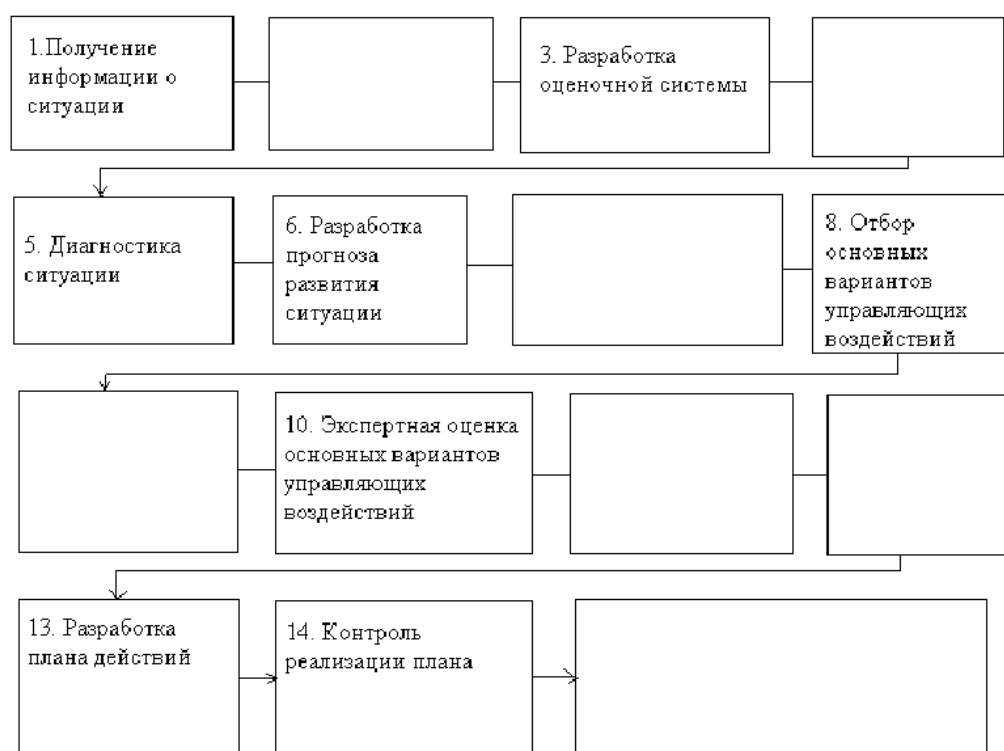 1.Получение
информации о
ситуации
3. Разработка
оценочной системы
5. Диагностика
ситуации
6. Разработка
прогноза
развития
ситуации
8. Отбор
основных
вариантов
управляющих
воздействий
10. Экспертная оценка
основных вариантов
управляющих
воздействий
13. Разработка
плана действий
14. Контроль
реализации плана